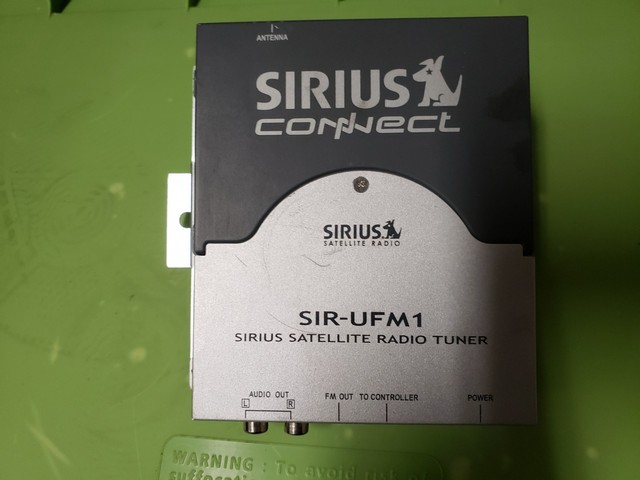 ANTENNA
SIRIUS
connect
SIRIUS
SATELLITE RADIO
SIR-UFM1
SIRIUS SATELLITE RADIO TUNER
AUDIO OUT
L R
FM OUT TO CONTROLLER POWER
WARNING : To avoid